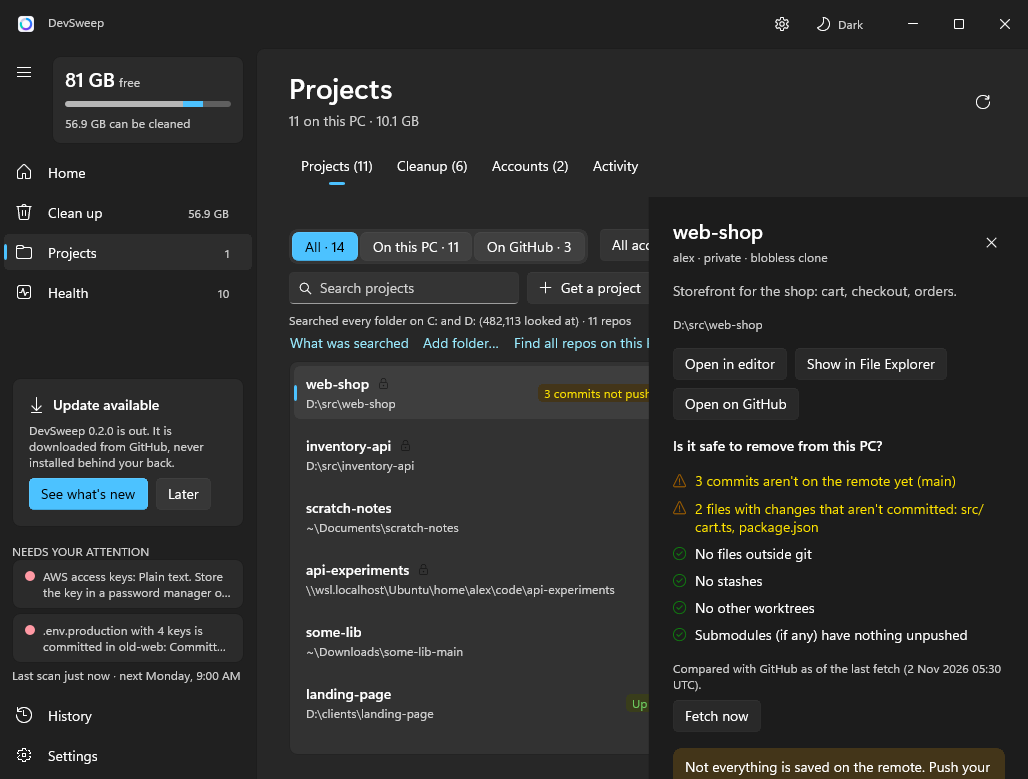 DevSweep
Dark
81 GB free
56.9 GB can be cleaned
Home
Clean up 56.9 GB
Projects 1
Health 10
Update available
DevSweep 0.2.0 is out. It is
downloaded from GitHub, never
installed behind your back.
See what's new Later
NEEDS YOUR ATTENTION
AWS access keys: Plain text. Store
the key in a password manager o...
.env.production with 4 keys is
committed in old-web: Committ...
Last scan just now · next Monday, 9:00 AM
History
Settings
Projects
11 on this PC · 10.1 GB
Projects (11) Cleanup (6) Accounts (2) Activity
All · 14 On this PC · 11 On GitHub · 3 All acc
Search projects Get a project
Searched every folder on C: and D: (482,113 looked at) · 11 repos
What was searched Add folder... Find all repos on this
web-shop
D:\src\web-shop
3 commits not push
inventory-api
D:\src\inventory-api
scratch-notes
~\Documents\scratch-notes
api-experiments
\\wsl.localhost\Ubuntu\home\alex\code\api-experiments
some-lib
~\Downloads\some-lib-main
landing-page
D:\clients\landing-page
Up
web-shop
alex · private · blobless clone
Storefront for the shop: cart, checkout, orders.
D:\src\web-shop
Open in editor Show in File Explorer
Open on GitHub
Is it safe to remove from this PC?
3 commits aren't on the remote yet (main)
2 files with changes that aren't committed: src/
cart.ts, package.json
No files outside git
No stashes
No other worktrees
Submodules (if any) have nothing unpushed
Compared with GitHub as of the last fetch (2 Nov 2026 05:30
UTC).
Fetch now
Not everything is saved on the remote. Push your